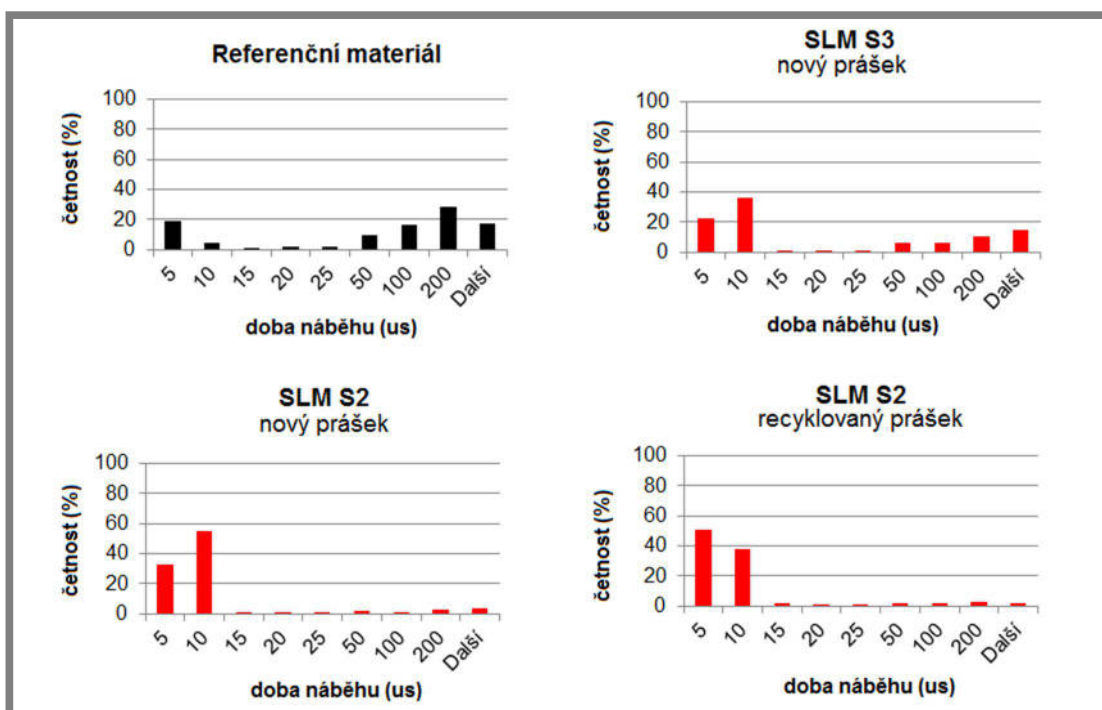 Referenční materiál
četnost (%)
100
80
60
40
20
0
5
10
15
20
25
50
100
200
Další
doba náběhu (us)
SLM S3
nový prášek
četnost (%)
100
80
60
40
20
0
5
10
15
20
25
50
100
200
Další
doba náběhu (us)
SLM S2
nový prášek
četnost (%)
100
80
60
40
20
0
5
10
15
20
25
50
100
200
Další
doba náběhu (us)
SLM S2
recyklovaný prášek
četnost (%)
100
80
60
40
20
0
5
10
15
20
25
50
100
200
Další
doba náběhu (us)